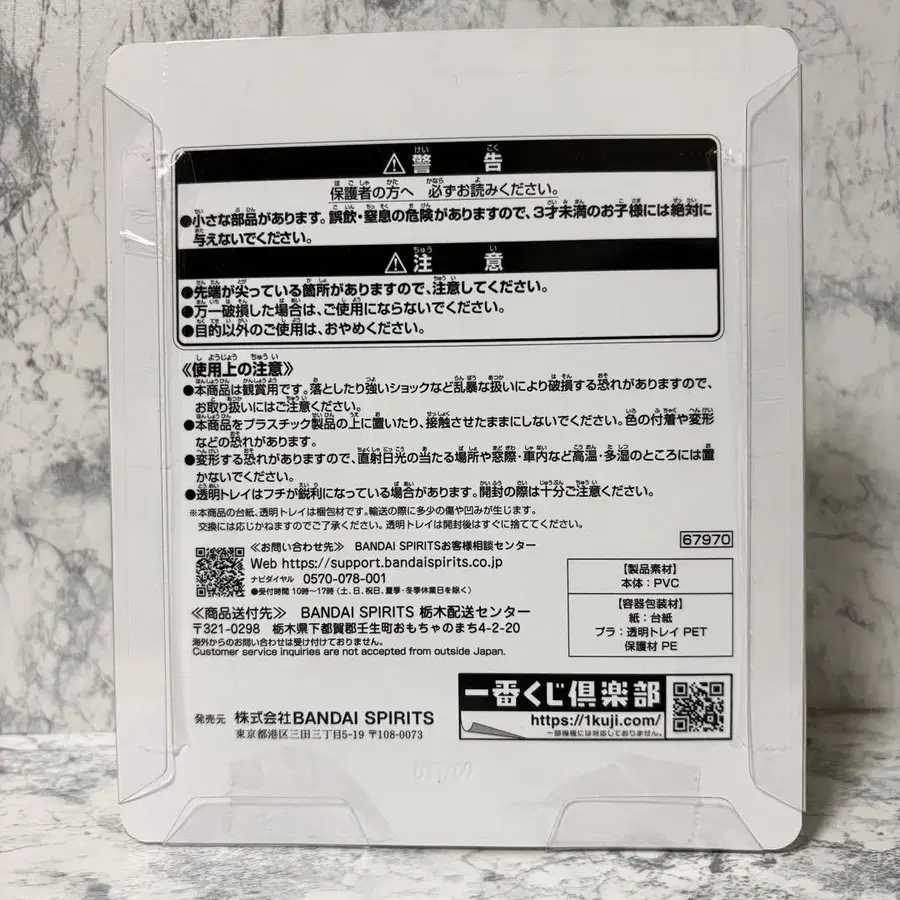 ⚠警告
保護者の方へ 必ずお読みください。
●小さな部品があります。誤飲・窒息の危険がありますので、3才未満のお子様には絶対に
与えないでください。
⚠注意
●先端が尖っている箇所がありますので、注意してください。
●万一破損した場合は、ご使用にならないでください。
●目的以外のご使用は、おやめください。
《使用上の注意》
●本商品は観賞用です。落としたり強いショックなど乱暴な扱いにより破損する恐れがありますので、
お取り扱いにはご注意ください。
●本商品をプラスチック製品の上に置いたり、接触させたままにしないでください。色の付着や変形
などの恐れがあります。
●変形する恐れがありますので、直射日光の当たる場所や窓際・車内など高温・多湿のところには置
かないでください。
●透明トレイはフチが鋭利になっている場合があります。開封の際は十分ご注意ください。
※本商品の台紙、透明トレイは梱包材です。輸送の際に多少の傷や凹みが生じます。
交換には応じかねますのでご了承ください。透明トレイは開封後はすぐに捨ててください。
67970
《お問い合わせ先》 BANDAI SPIRITSお客様相談センター
Web https://support.bandaispirits.co.jp
ナビダイヤル 0570-078-001
●受付時間 10時〜17時(土、日、祝日、夏季・冬季休業日を除く)
《商品送付先》 BANDAI SPIRITS 栃木配送センター
〒321-0298 栃木県下都賀郡壬生町おもちゃのまち4-2-20
海外からのお問い合わせは受け付けておりません。
Customer service inquiries are not accepted from outside Japan.
【製品素材】
本体:PVC
【容器包装材】
紙:台紙
プラ:透明トレイ PET
保護材 PE
一番くじ倶楽部
https://1kuji.com/
一部機種には対応しておりません。
発売元 株式会社BANDAI SPIRITS
東京都港区三田三丁目5-19 〒108-0073